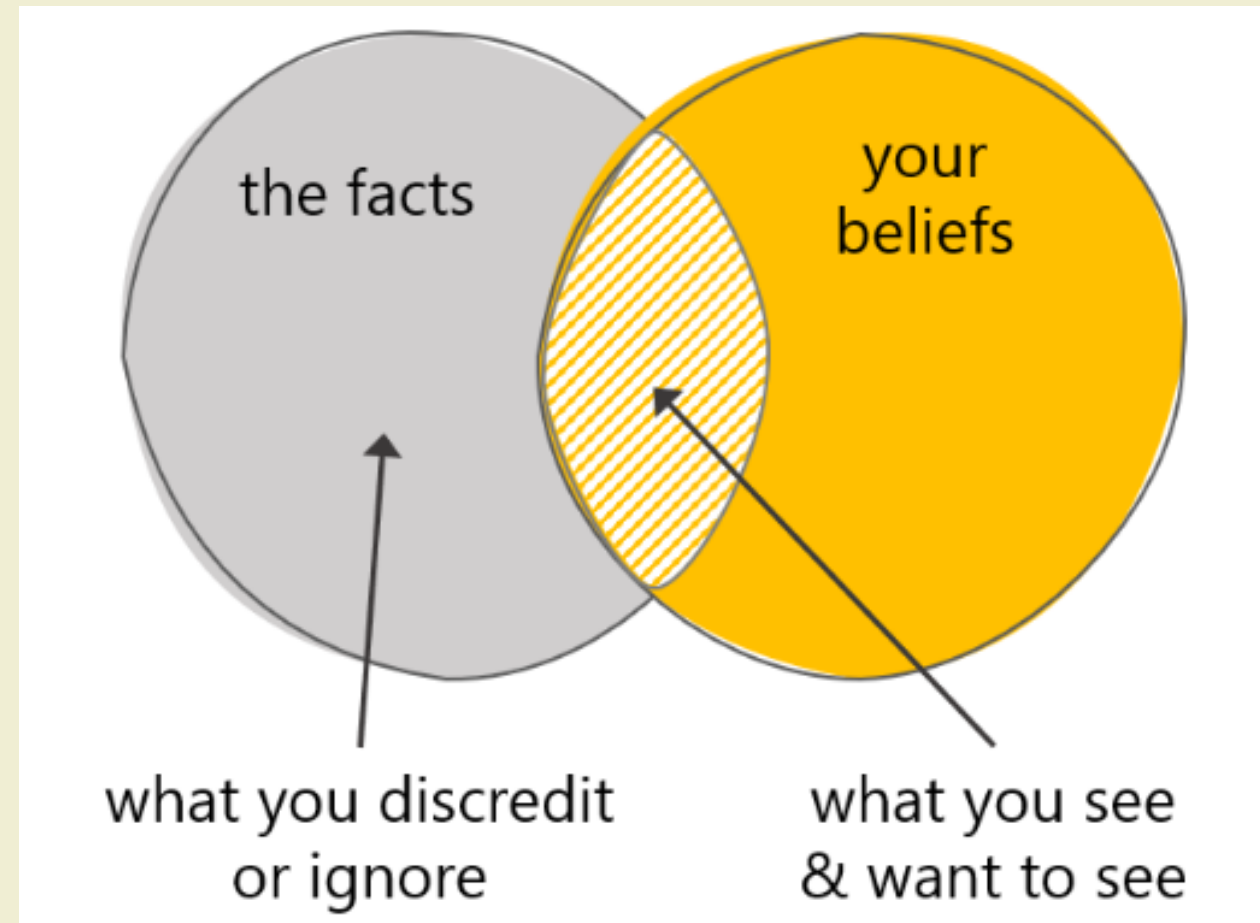 the facts
your
beliefs
what you discredit
or ignore
what you see
& want to see